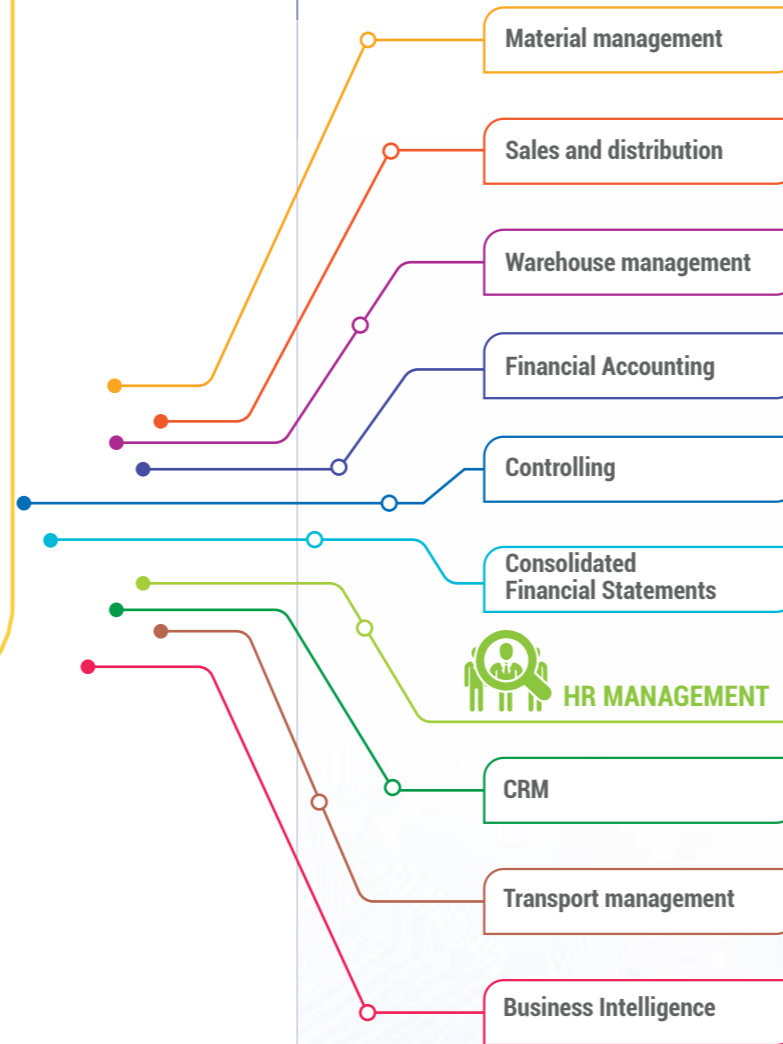 Material management
Sales and distribution
Warehouse management
Financial Accounting
Controlling
Consolidated
Financial Statements
HR MANAGEMENT
CRM
Transport management
Business Intelligence